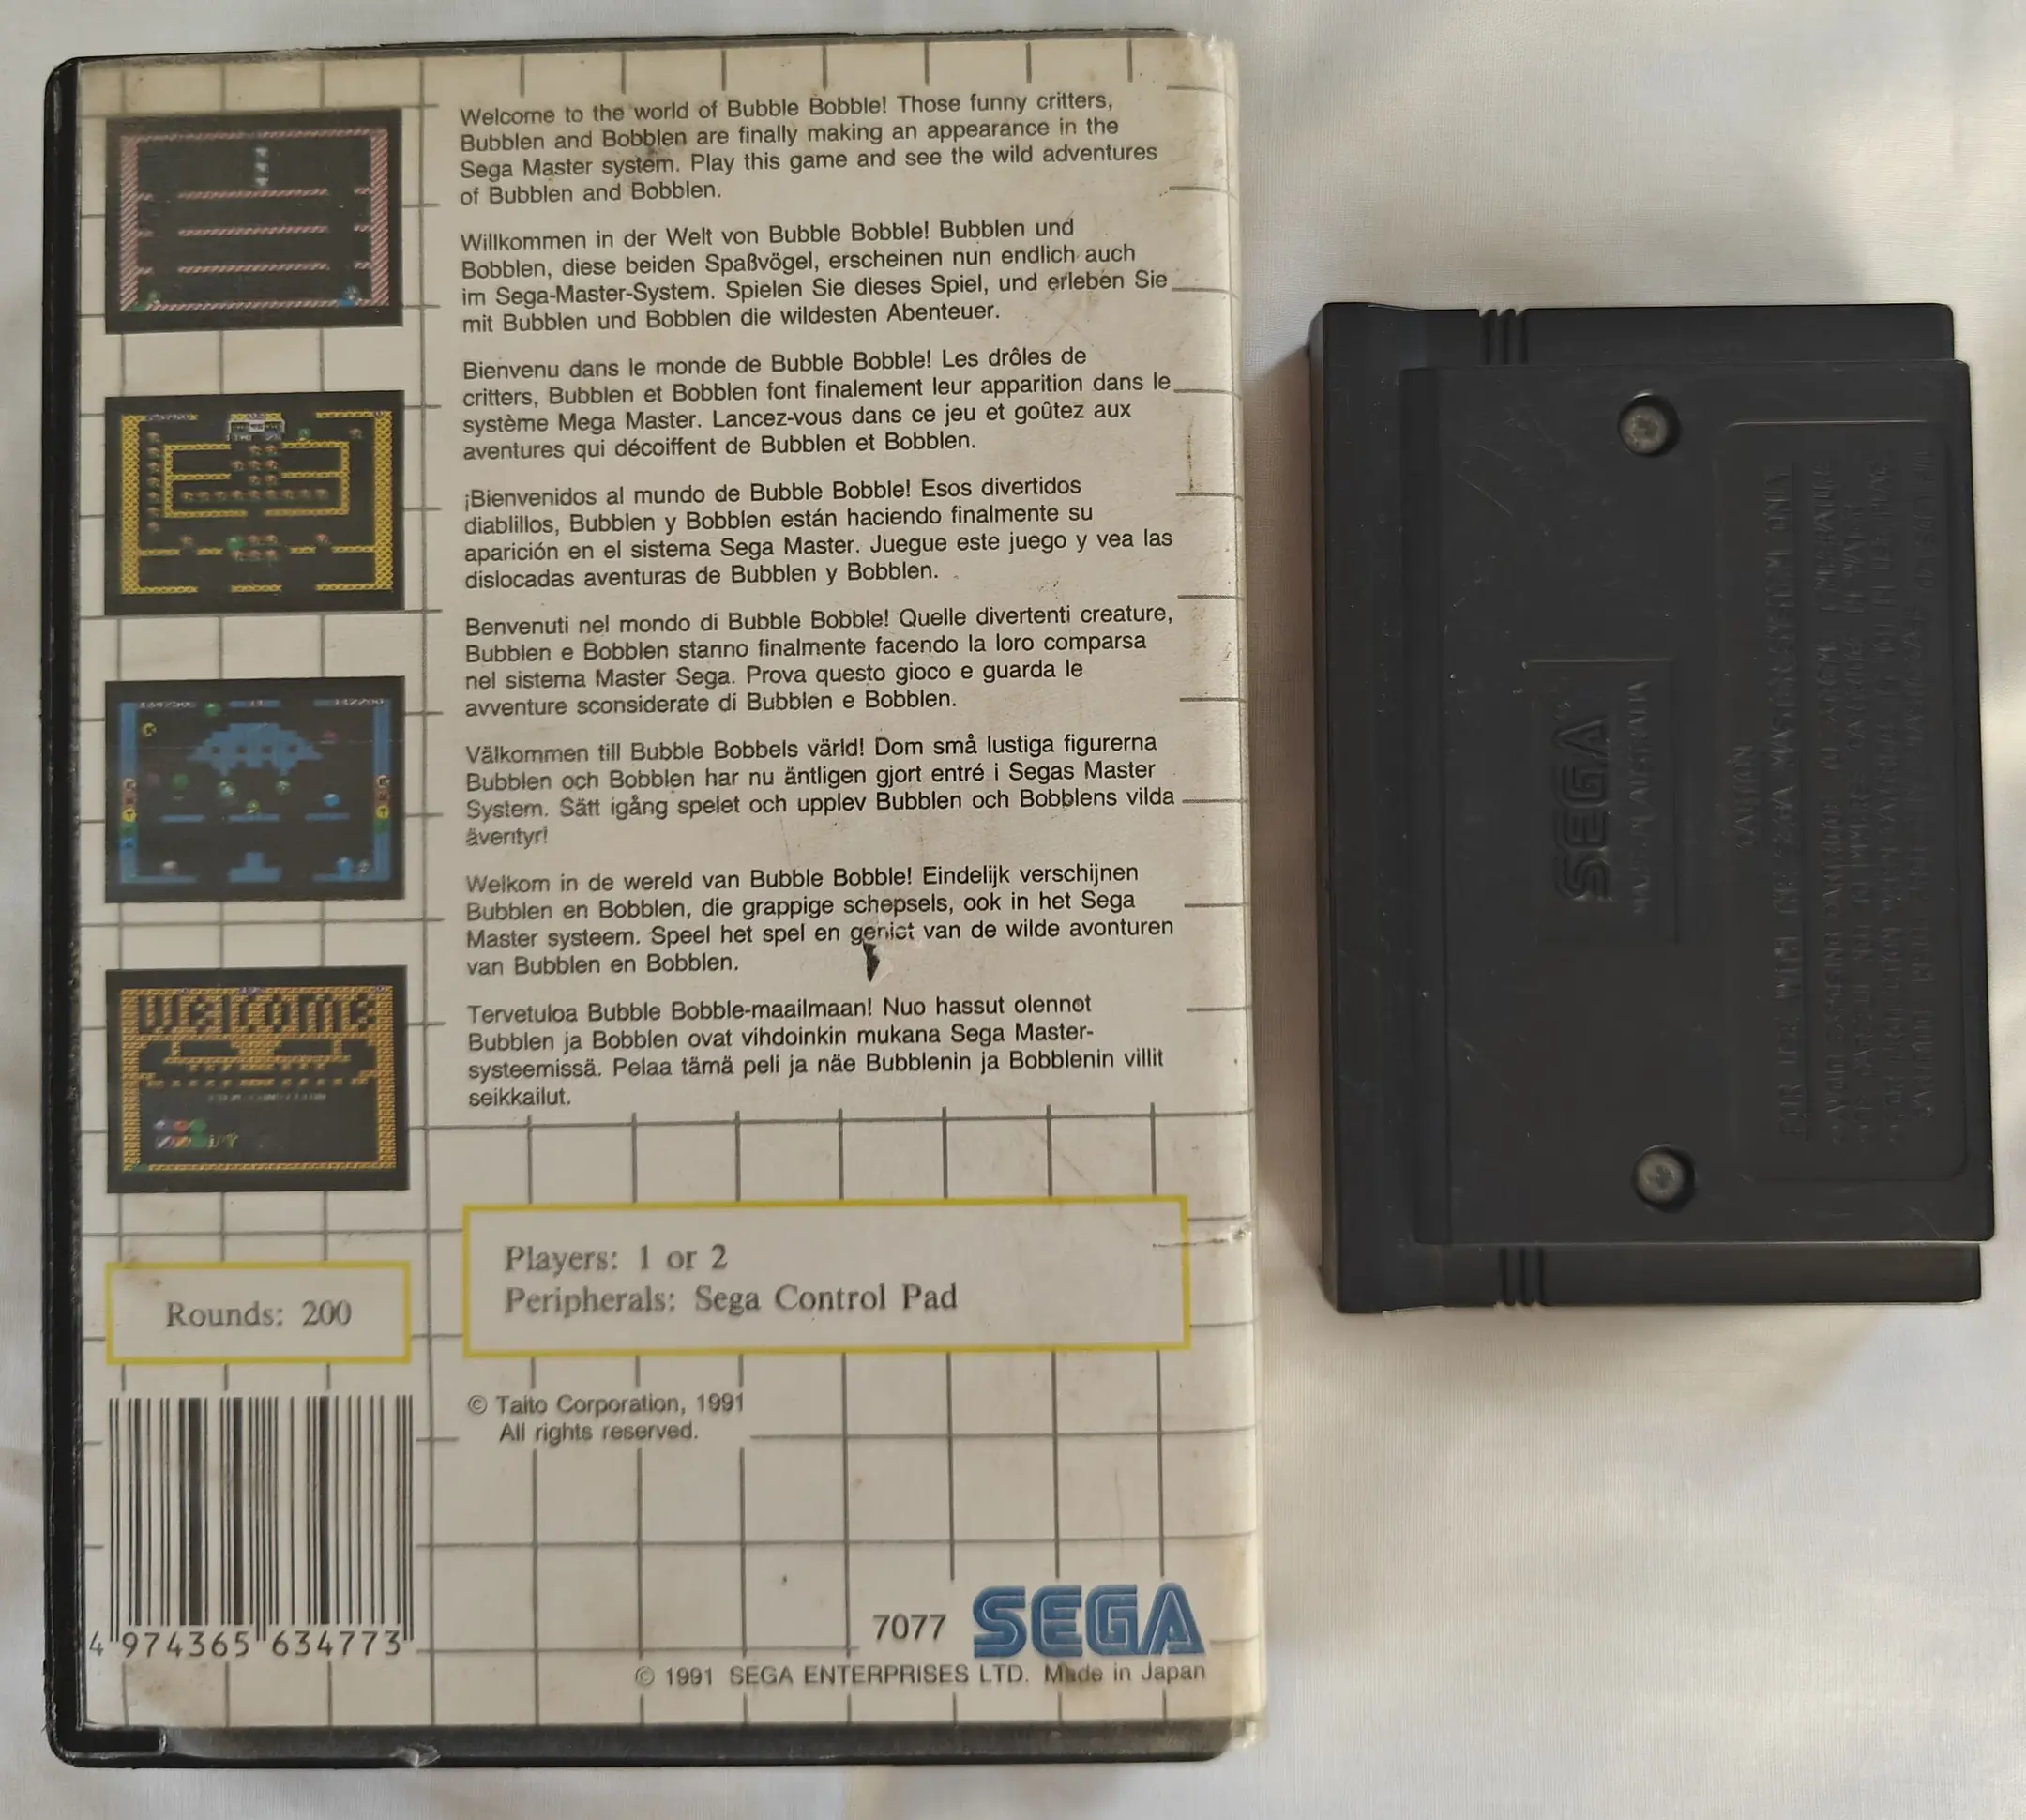 Welcome to the world of Bubble Bobble! Those funny critters,
Bubblen and Bobblen are finally making an appearance in the
Sega Master system. Play this game and see the wild adventures
of Bubblen and Bobblen.
Willkommen in der Welt von Bubble Bobble! Bubblen und
Bobblen, diese beiden Spaßvögel, erscheinen nun endlich auch
im Sega-Master-System. Spielen Sie dieses Spiel, und erleben Sie
mit Bubblen und Bobblen die wildesten Abenteuer.
Bienvenu dans le monde de Bubble Bobble! Les drôles de
critters, Bubblen et Bobblen font finalement leur apparition dans le
système Mega Master. Lancez-vous dans ce jeu et goûtez aux
aventures qui décoiffent de Bubblen et Bobblen.
¡Bienvenidos al mundo de Bubble Bobble! Esos divertidos
diablillos, Bubblen y Bobblen están haciendo finalmente su
aparición en el sistema Sega Master. Juegue este juego y vea las
dislocadas aventuras de Bubblen y Bobblen.
Benvenuti nel mondo di Bubble Bobble! Quelle divertenti creature,
Bubblen e Bobblen stanno finalmente facendo la loro comparsa
nel sistema Master Sega. Prova questo gioco e guarda le
avventure sconsiderate di Bubblen e Bobblen.
Välkommen till Bubble Bobbels värld! Dom små lustiga figurerna
Bubblen och Bobblen har nu äntligen gjort entré i Segas Master
System. Sätt igång spelet och upplev Bubblen och Bobblens vilda
äventyr!
Welkom in de wereld van Bubble Bobble! Eindelijk verschijnen
Bubblen en Bobblen, die grappige schepsels, ook in het Sega
Master systeem. Speel het spel en geniet van de wilde avonturen
van Bubblen en Bobblen.
Tervetuloa Bubble Bobble-maailmaan! Nuo hassut olennot
Bubblen ja Bobblen ovat vihdoinkin mukana Sega Master-
systeemissä. Pelaa tämä peli ja näe Bubblenin ja Bobblenin villit
seikkailut.
Welcome
Rounds: 200
Players: 1 or 2
Peripherals: Sega Control Pad
© Taito Corporation, 1991
All rights reserved.
4 974365 634773
7077 SEGA
© 1991 SEGA ENTERPRISES LTD. Made in Japan
SEGA